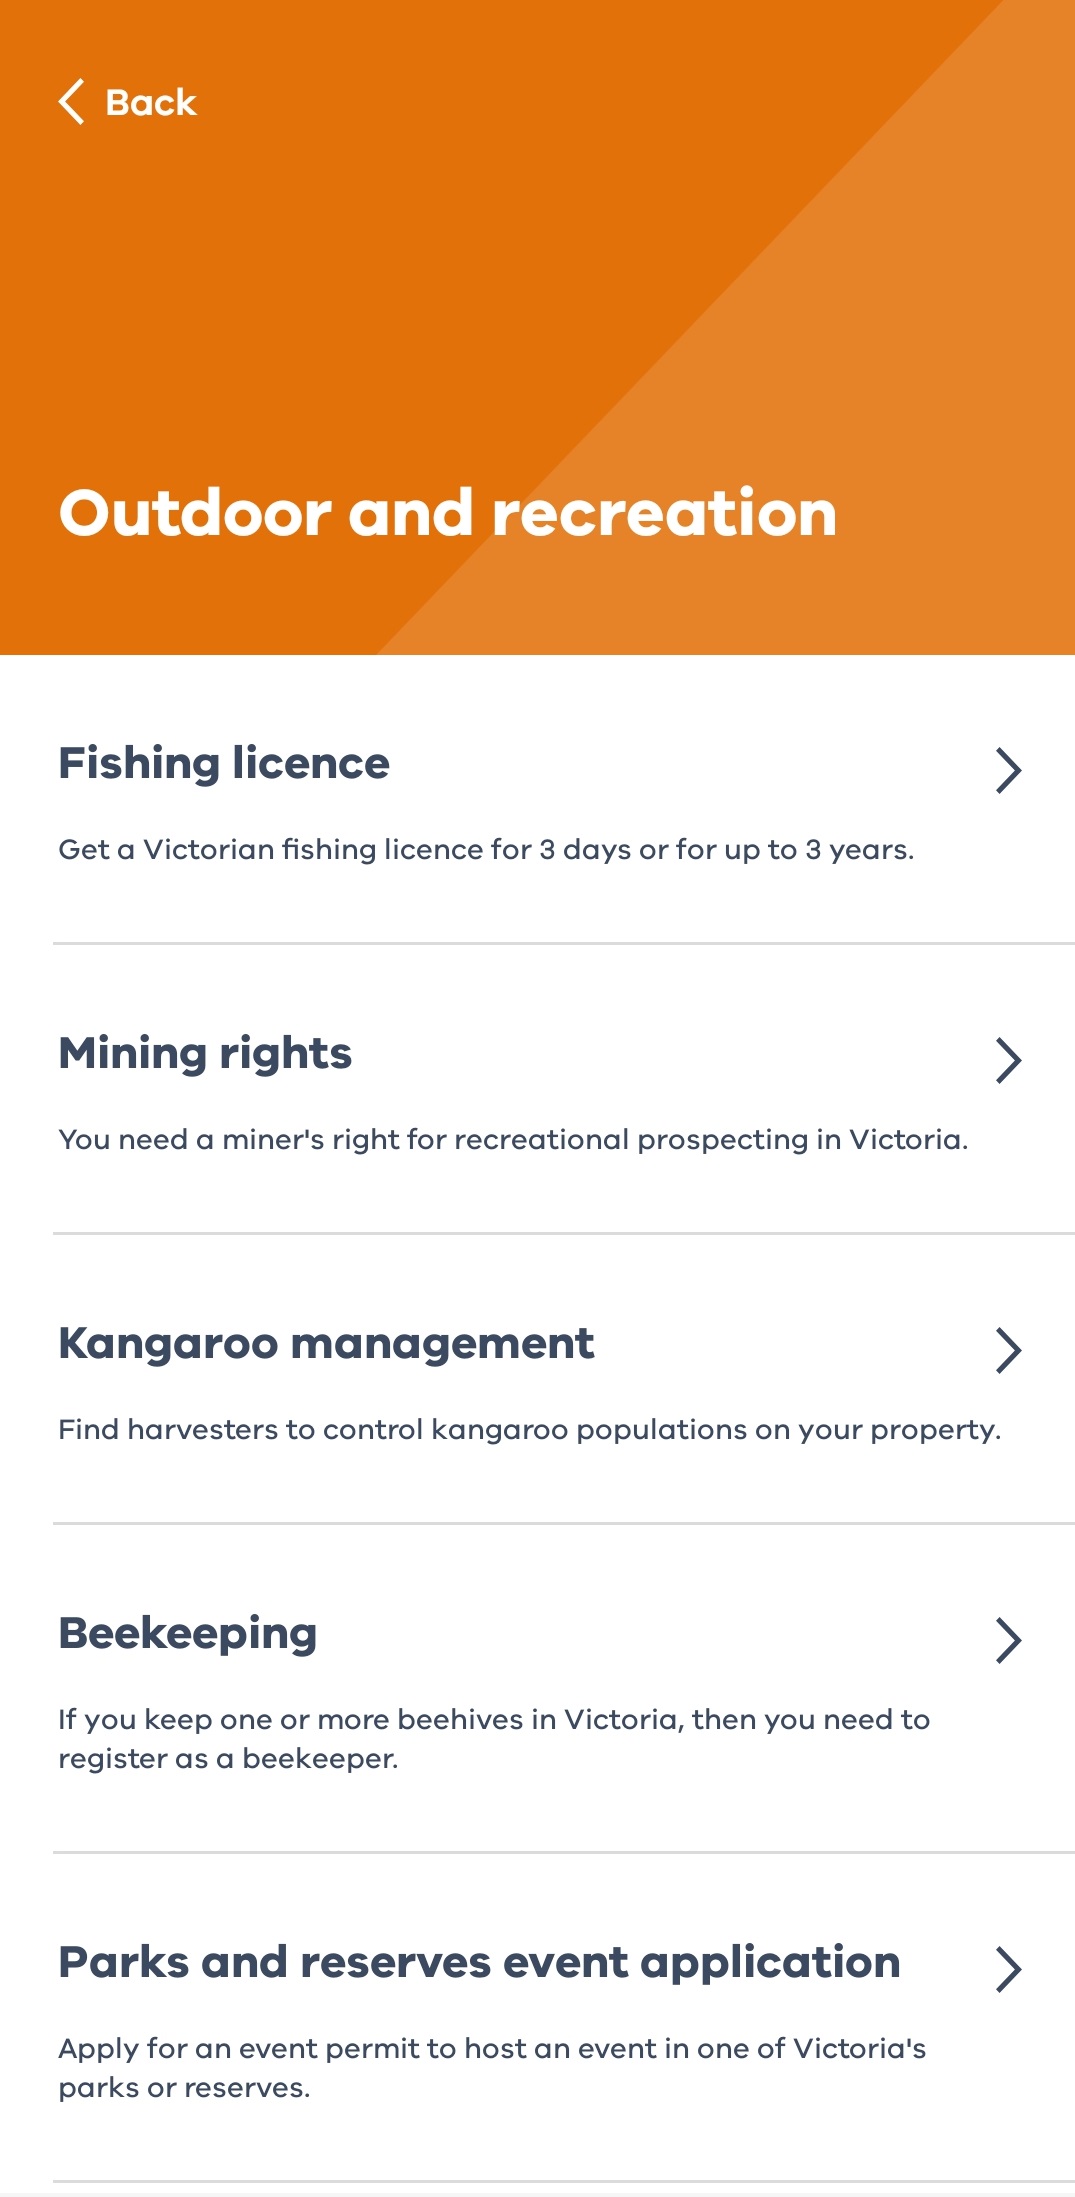 Back
Outdoor and recreation
Fishing licence
Get a Victorian fishing licence for 3 days or for up to 3 years.
Mining rights
You need a miner's right for recreational prospecting in Victoria.
Kangaroo management
Find harvesters to control kangaroo populations on your property.
Beekeeping
If you keep one or more beehives in Victoria, then you need to
register as a beekeeper.
Parks and reserves event application
Apply for an event permit to host an event in one of Victoria's
parks or reserves.